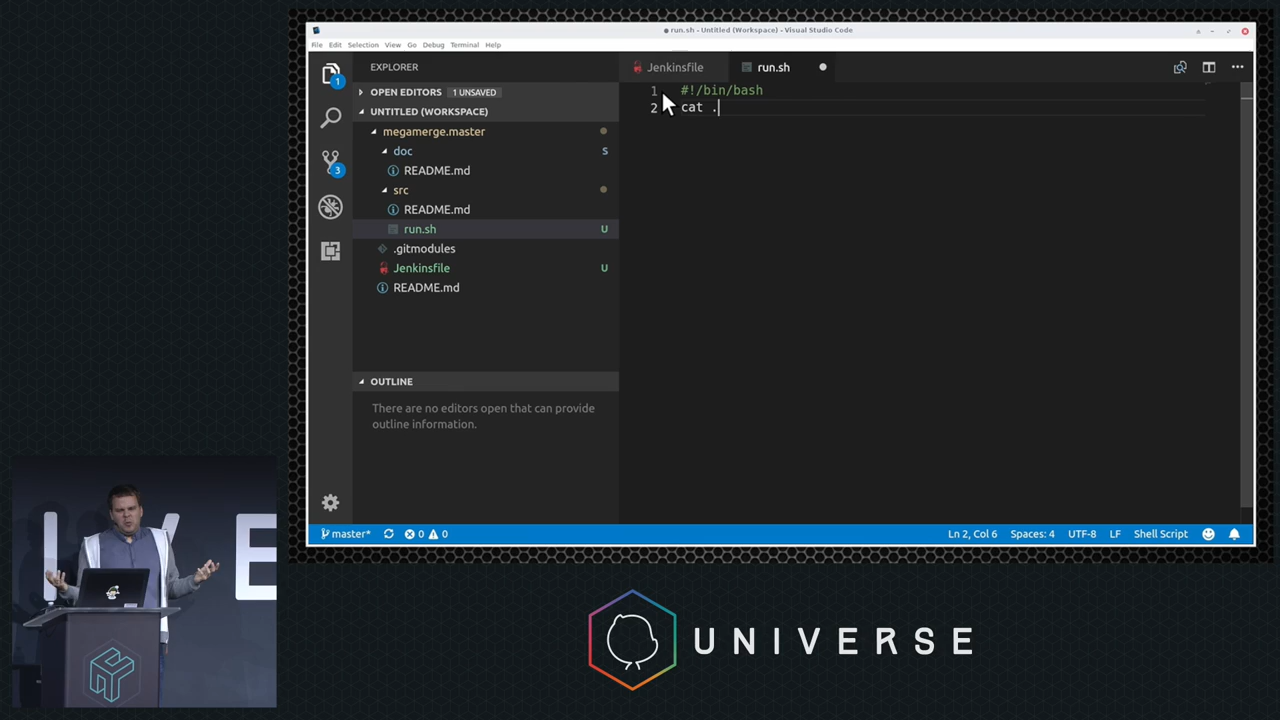 run.sh - Untitled (Workspace) - Visual Studio Code
File Edit Selection View Go Debug Terminal Help
EXPLORER
Jenkinsfile
run.sh
OPEN EDITORS 1 UNSAVED
UNTITLED (WORKSPACE)
megamerge.master
doc S
README.md
src
README.md
run.sh U
.gitmodules
Jenkinsfile U
README.md
1
3
1 #!/bin/bash
2 cat .
OUTLINE
There are no editors open that can provide
outline information.
master* 0 0
Ln 2, Col 6 Spaces: 4 UTF-8 LF Shell Script
UNIVERSE